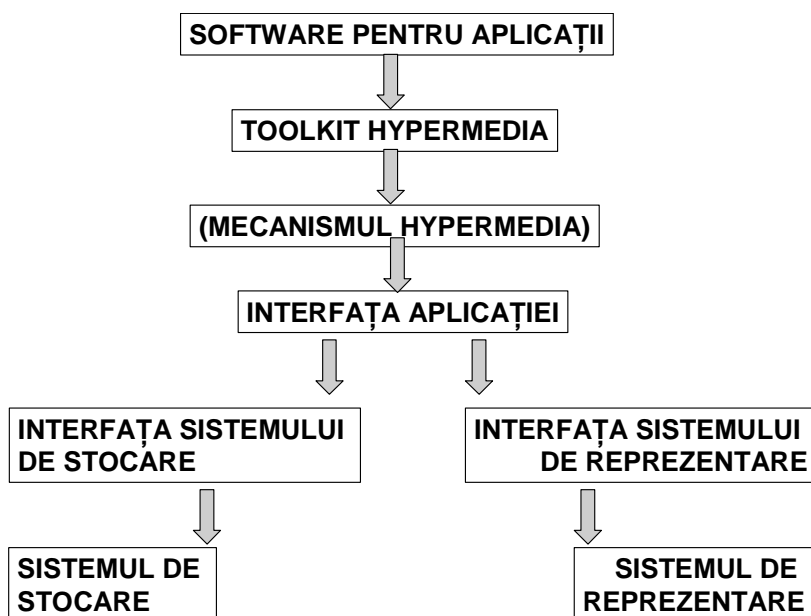 SOFTWARE PENTRU APLICAȚII
TOOLKIT HYPERMEDIA
(MECANISMUL HYPERMEDIA)
INTERFAȚA APLICAȚIEI
INTERFAȚA SISTEMULUI
DE STOCARE
INTERFAȚA SISTEMULUI
DE REPREZENTARE
SISTEMUL DE
STOCARE
SISTEMUL DE
REPREZENTARE